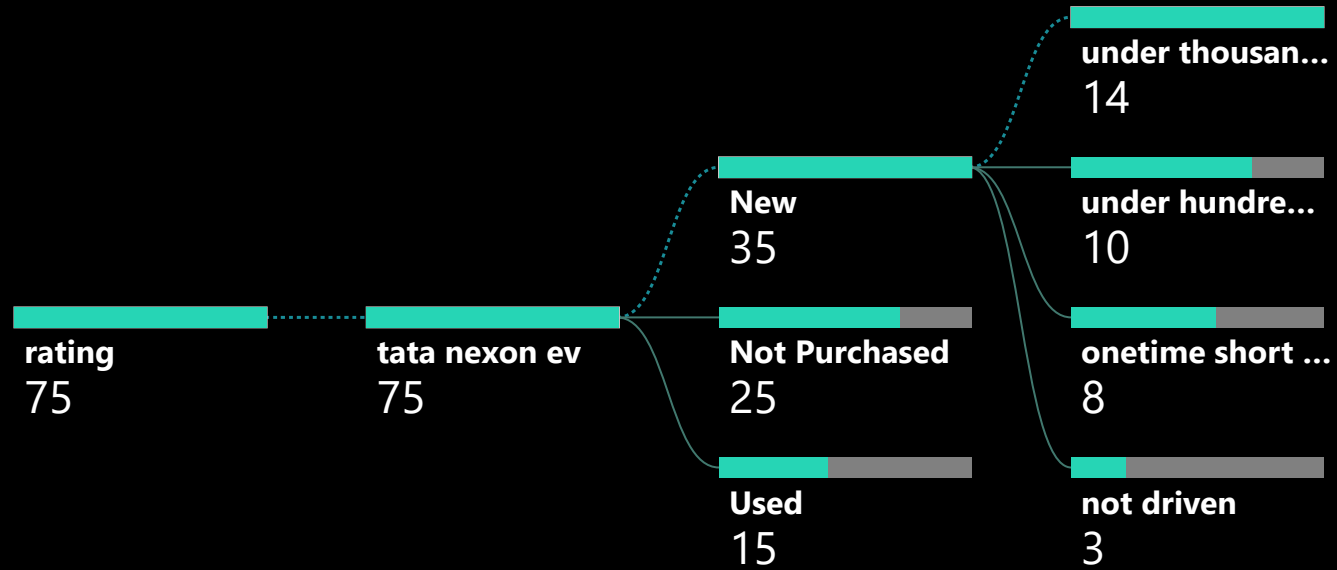 rating
75
tata nexon ev
75
New
35
Not Purchased
25
Used
15
under thousan...
14
under hundre...
10
onetime short ...
8
not driven
3